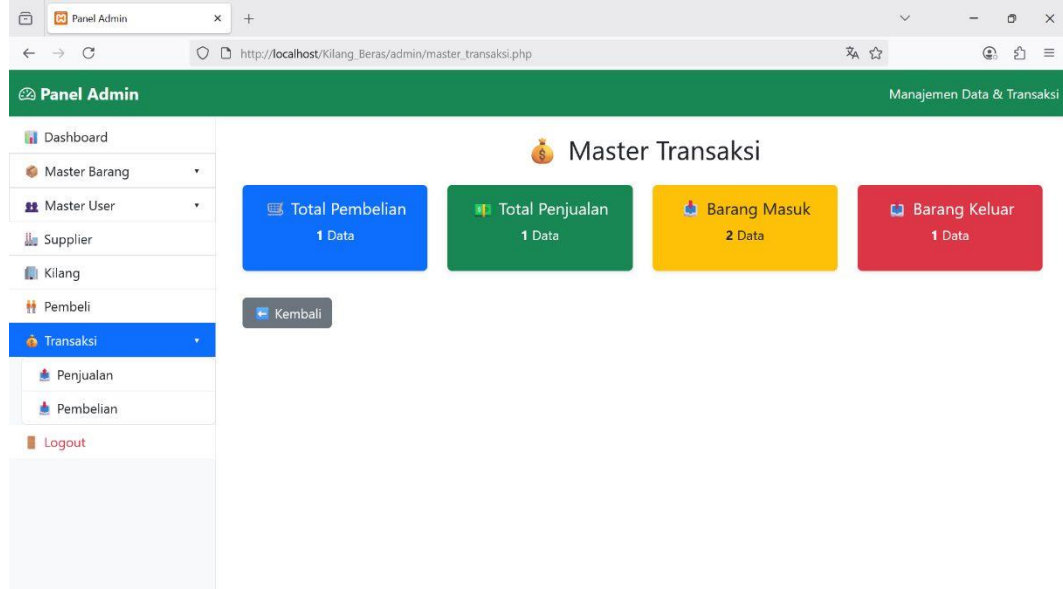 Panel Admin
http://localhost/Kilang_Beras/admin/master_transaksi.php
Panel Admin
Manajemen Data & Transaksi
Dashboard
Master Barang
Master User
Supplier
Kilang
Pembeli
Transaksi
Penjualan
Pembelian
Logout
Master Transaksi
Total Pembelian
1 Data
Total Penjualan
1 Data
Barang Masuk
2 Data
Barang Keluar
1 Data
Kembali